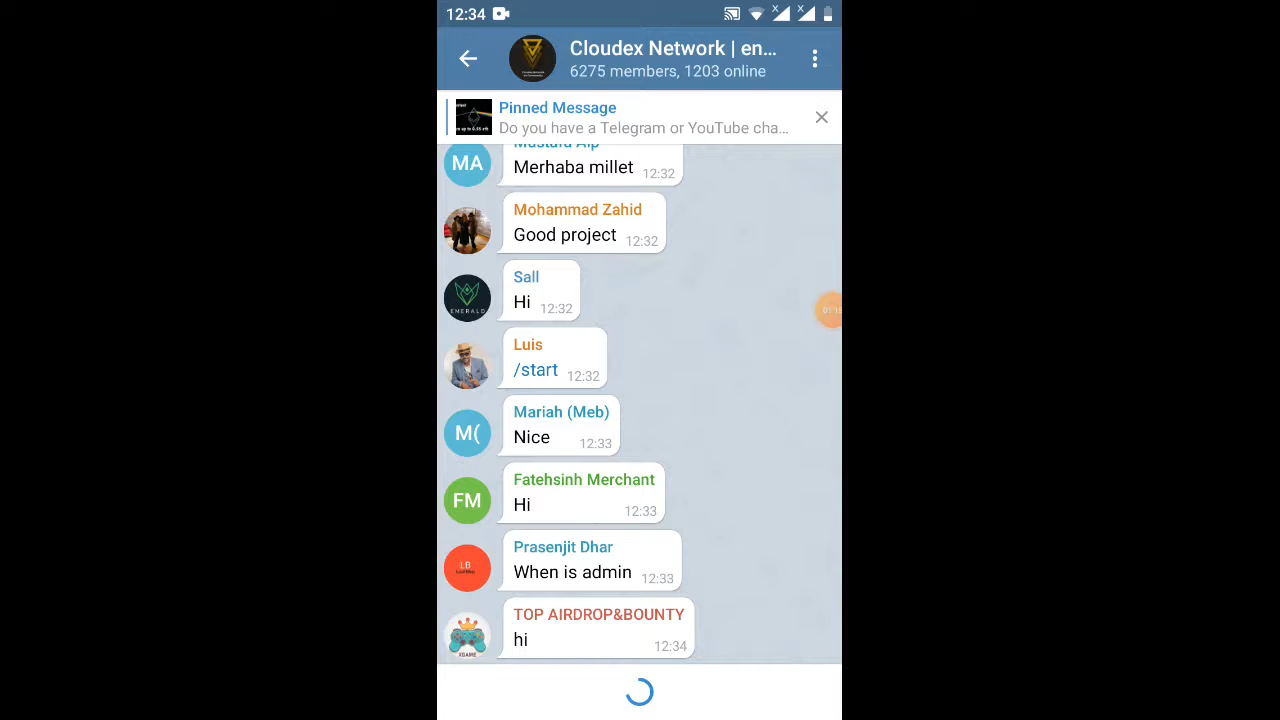 12:34
Cloudex Network | en...
6275 members, 1203 online
Pinned Message
Do you have a Telegram or YouTube cha...
MA
Mustafa Alp
Merhaba millet 12:32
Mohammad Zahid
Good project 12:32
Sall
Hi 12:32
EMERALD
Luis
/start 12:32
M(
Mariah (Meb)
Nice 12:33
FM
Fatehsinh Merchant
Hi 12:33
LB
Prasenjit Dhar
When is admin 12:33
TOP AIRDROP&BOUNTY
hi 12:34
XGAME